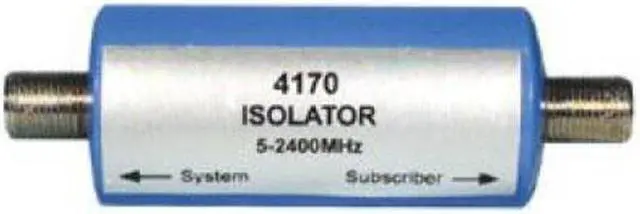 4170
ISOLATOR
5-2400MHz
← System Subscriber →